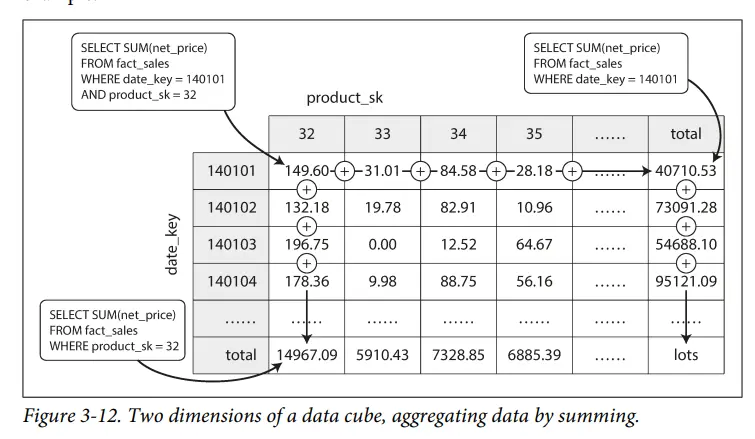 SELECT SUM(net_price)
FROM fact_sales
WHERE date_key = 140101
AND product_sk = 32
SELECT SUM(net_price)
FROM fact_sales
WHERE date_key = 140101
product_sk
32 33 34 35 ...... total
140101 149.60 + 31.01 + 84.58 + 28.18 + ...... 40710.53
+ +
140102 132.18 19.78 82.91 10.96 ...... 73091.28
+ +
date_key
140103 196.75 0.00 12.52 64.67 ...... 54688.10
+ +
140104 178.36 9.98 88.75 56.16 ...... 95121.09
...... ...... ...... ...... ...... ...... ......
total 14967.09 5910.43 7328.85 6885.39 ...... lots
SELECT SUM(net_price)
FROM fact_sales
WHERE product_sk = 32
Figure 3-12. Two dimensions of a data cube, aggregating data by summing.